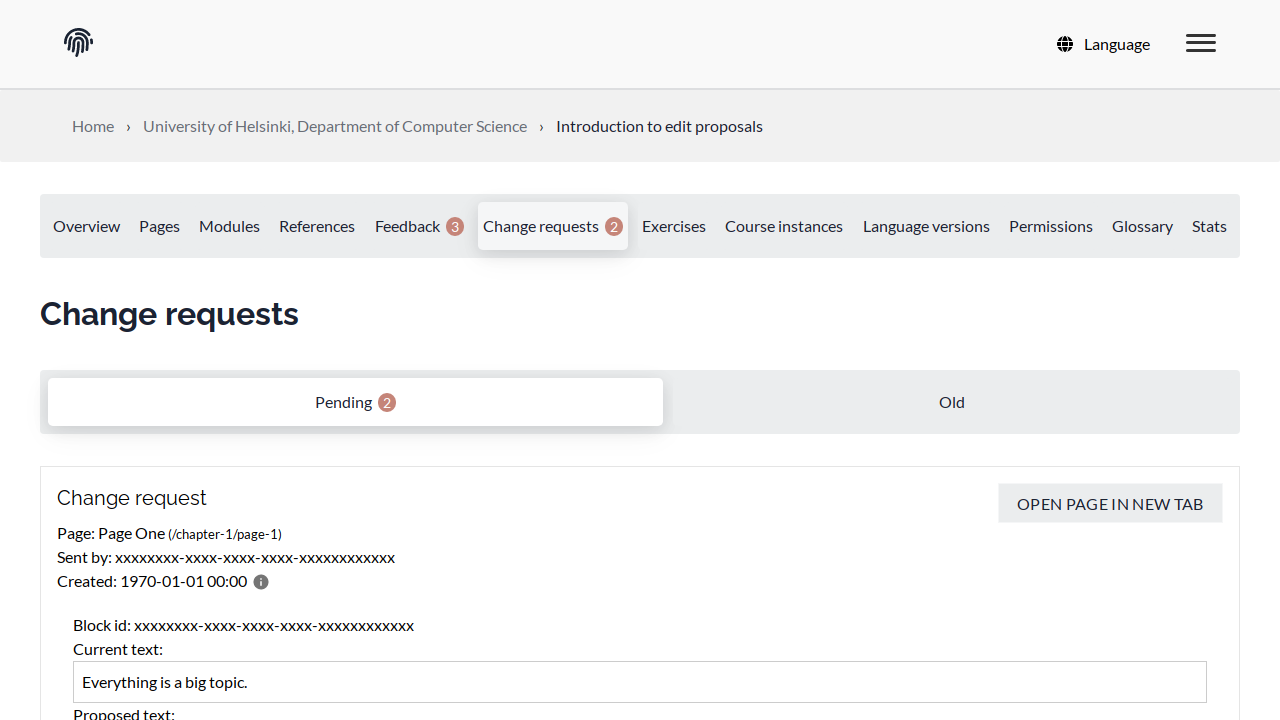 Language
Home › University of Helsinki, Department of Computer Science › Introduction to edit proposals
Overview Pages Modules References Feedback 3 Change requests 2 Exercises Course instances Language versions Permissions Glossary Stats
Change requests
Pending 2 Old
Change request
OPEN PAGE IN NEW TAB
Page: Page One (/chapter-1/page-1)
Sent by: xxxxxxxx-xxxx-xxxx-xxxx-xxxxxxxxxxxx
Created: 1970-01-01 00:00
Block id: xxxxxxxx-xxxx-xxxx-xxxx-xxxxxxxxxxxx
Current text:
Everything is a big topic.
Proposed text: